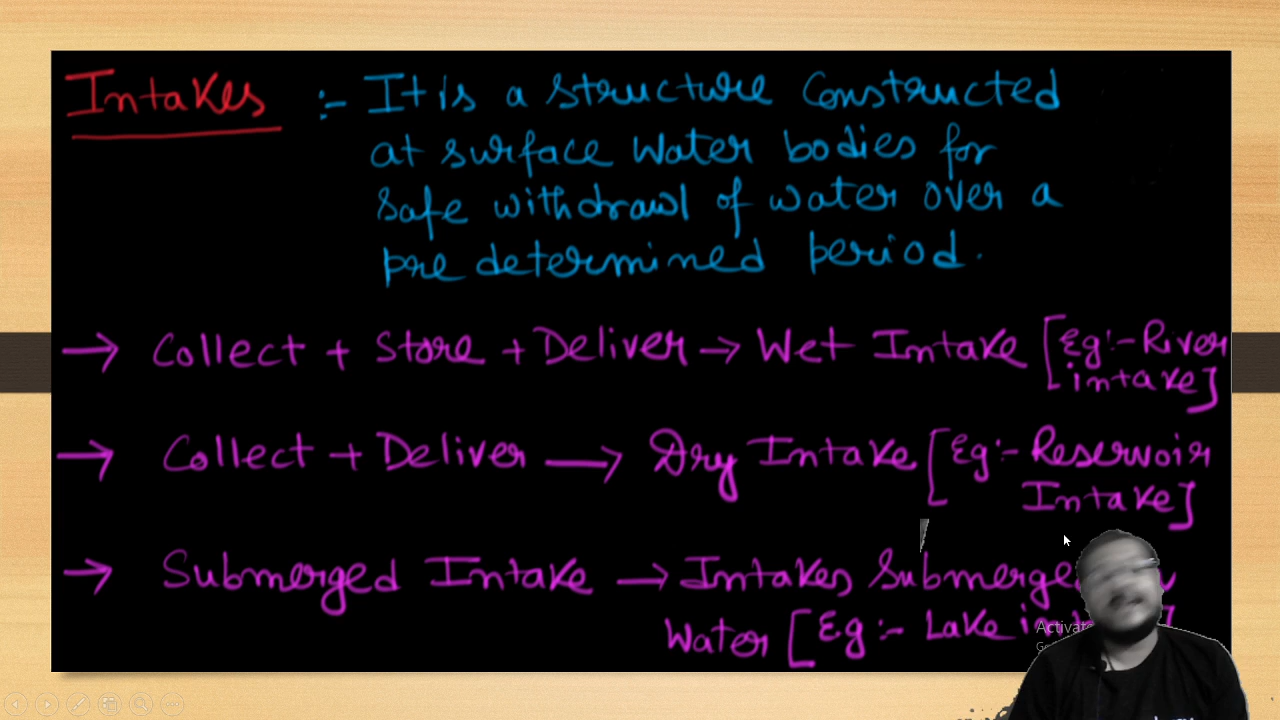 Intakes :- It is a structure Constructed
at surface Water bodies for
Safe withdrawl of water over a
pre determined period.
→ Collect + Store + Deliver → Wet Intake [Eg:- River
intake]
→ Collect + Deliver → Dry Intake [Eg:- Reservoir
Intake]
→ Submerged Intake → Intakes Submerged
Water [Eg:- Lake
Activate